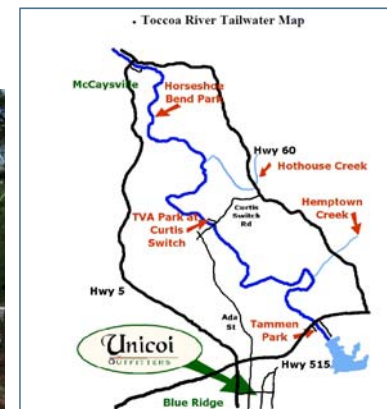 • Toccoa River Tailwater Map
McCaysville
Horseshoe
Bend Park
Hwy 60
Hothouse Creek
Curtis
Switch
Rd
Hemptown
Creek
TVA Park at
Curtis
Switch
Hwy 5
Ada
St
Tammen
Park
Unicoi
OUTFITTERS
Hwy 515
Blue Ridge